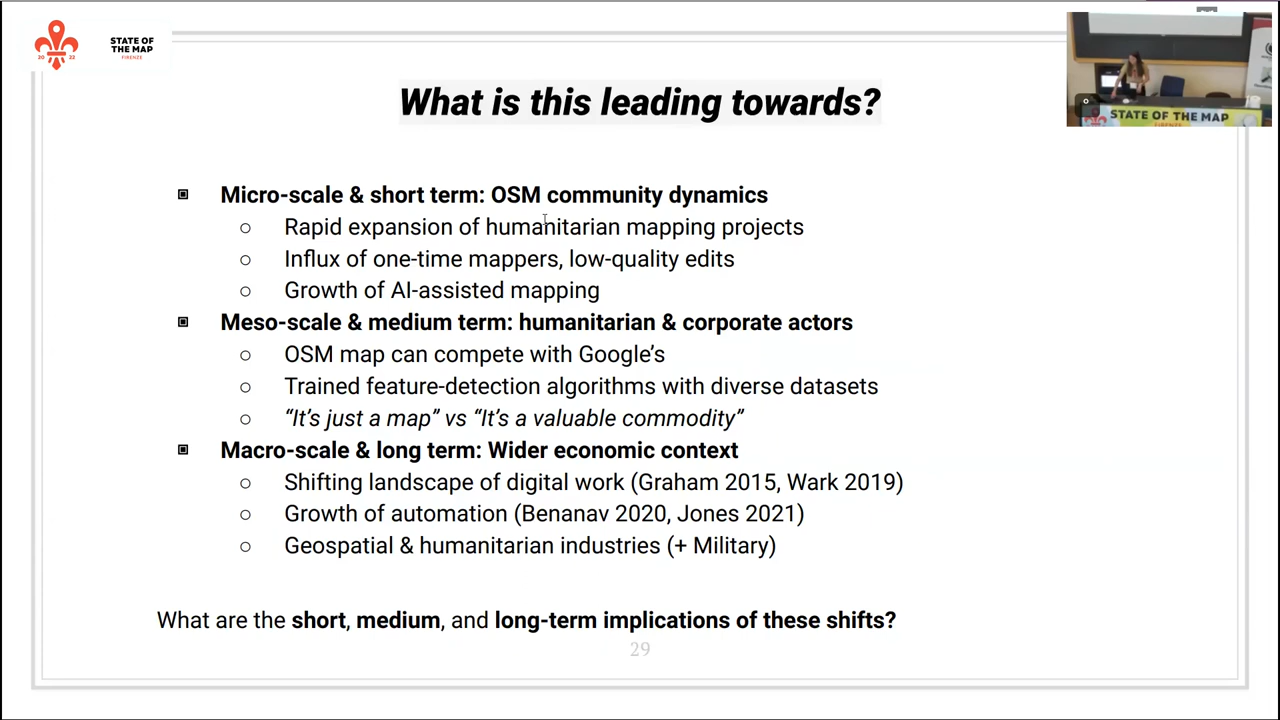 20 22
STATE OF
THE MAP
FIRENZE
STATE OF THE MAP
FIRENZE
What is this leading towards?
Micro-scale & short term: OSM community dynamics
Rapid expansion of humanitarian mapping projects
Influx of one-time mappers, low-quality edits
Growth of AI-assisted mapping
Meso-scale & medium term: humanitarian & corporate actors
OSM map can compete with Google’s
Trained feature-detection algorithms with diverse datasets
“It’s just a map” vs “It’s a valuable commodity”
Macro-scale & long term: Wider economic context
Shifting landscape of digital work (Graham 2015, Wark 2019)
Growth of automation (Benanav 2020, Jones 2021)
Geospatial & humanitarian industries (+ Military)
What are the short, medium, and long-term implications of these shifts?
29